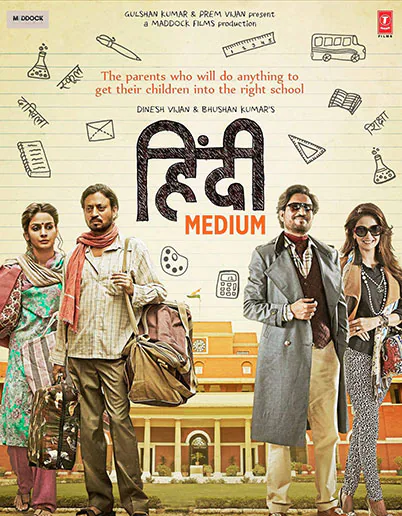 MADDOCK
GULSHAN KUMAR & PREM VIJAN present
a MADDOCK FILMS production
T
T-SERIES
FILMS
स्कूल
दाखिला
शिक्षा
The parents who will do anything to
get their children into the right school
DINESH VIJAN & BHUSHAN KUMAR'S
हिंदी
MEDIUM